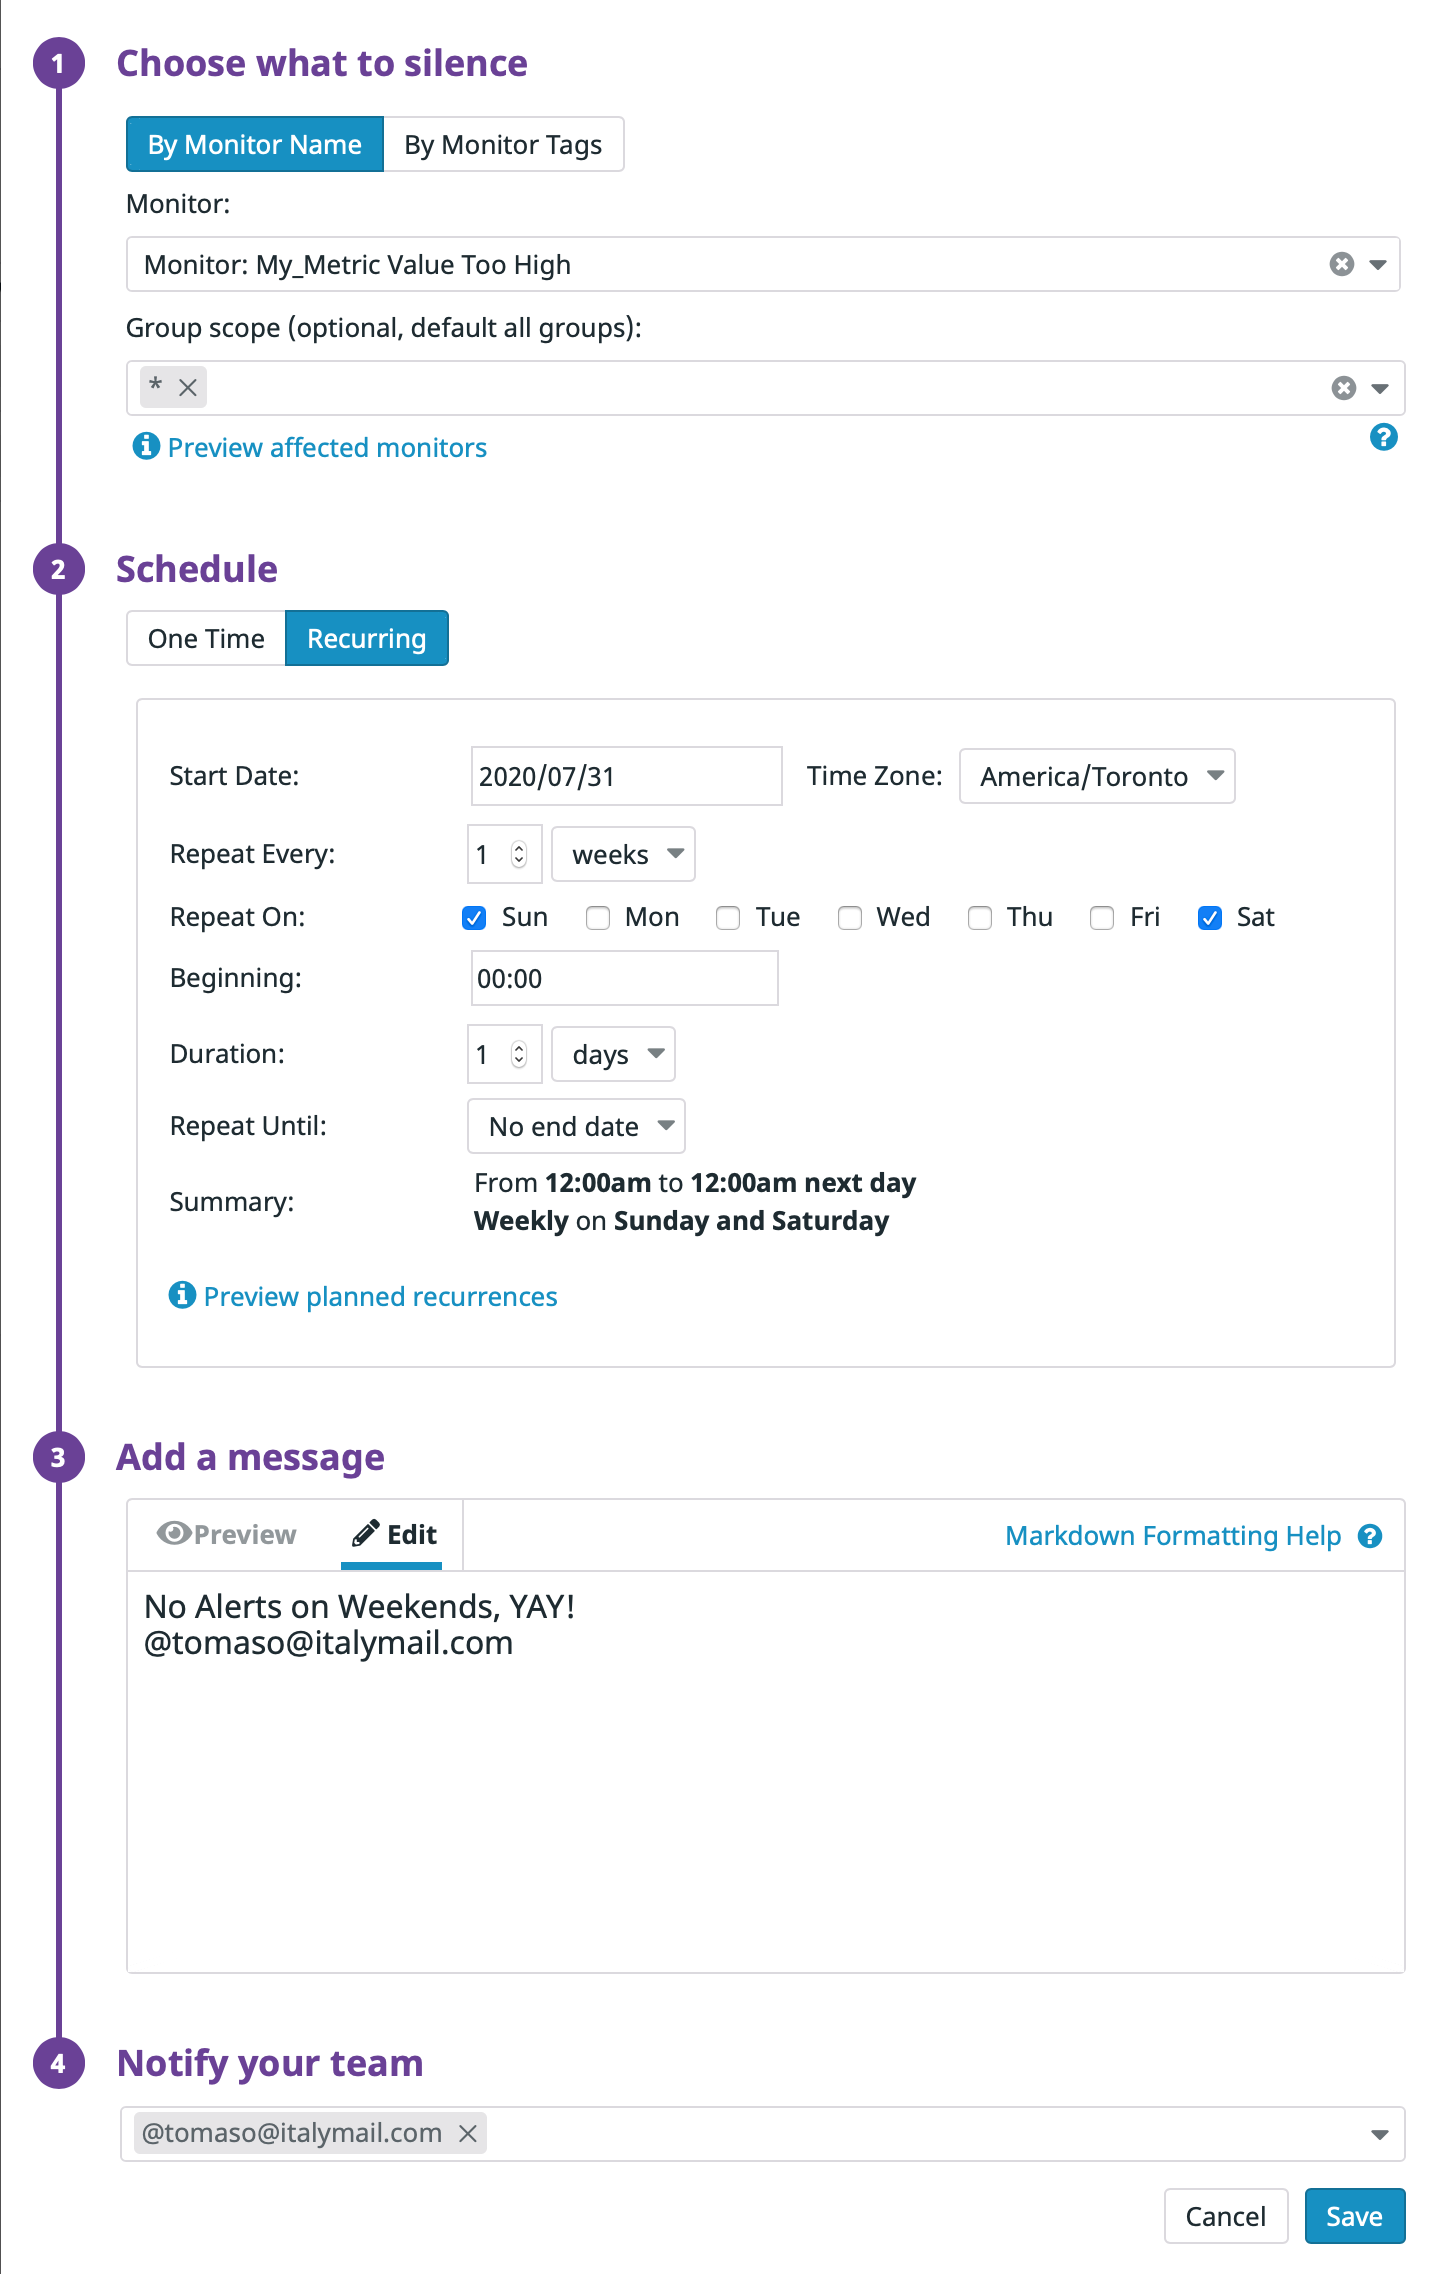 1 Choose what to silence
By Monitor Name By Monitor Tags
Monitor:
Monitor: My_Metric Value Too High
Group scope (optional, default all groups):
*
Preview affected monitors
2 Schedule
One Time Recurring
Start Date: 2020/07/31 Time Zone: America/Toronto
Repeat Every: 1 weeks
Repeat On: Sun Mon Tue Wed Thu Fri Sat
Beginning: 00:00
Duration: 1 days
Repeat Until: No end date
Summary: From 12:00am to 12:00am next day
Weekly on Sunday and Saturday
Preview planned recurrences
3 Add a message
Preview Edit Markdown Formatting Help
No Alerts on Weekends, YAY!
@tomaso@italymail.com
4 Notify your team
@tomaso@italymail.com
Cancel Save